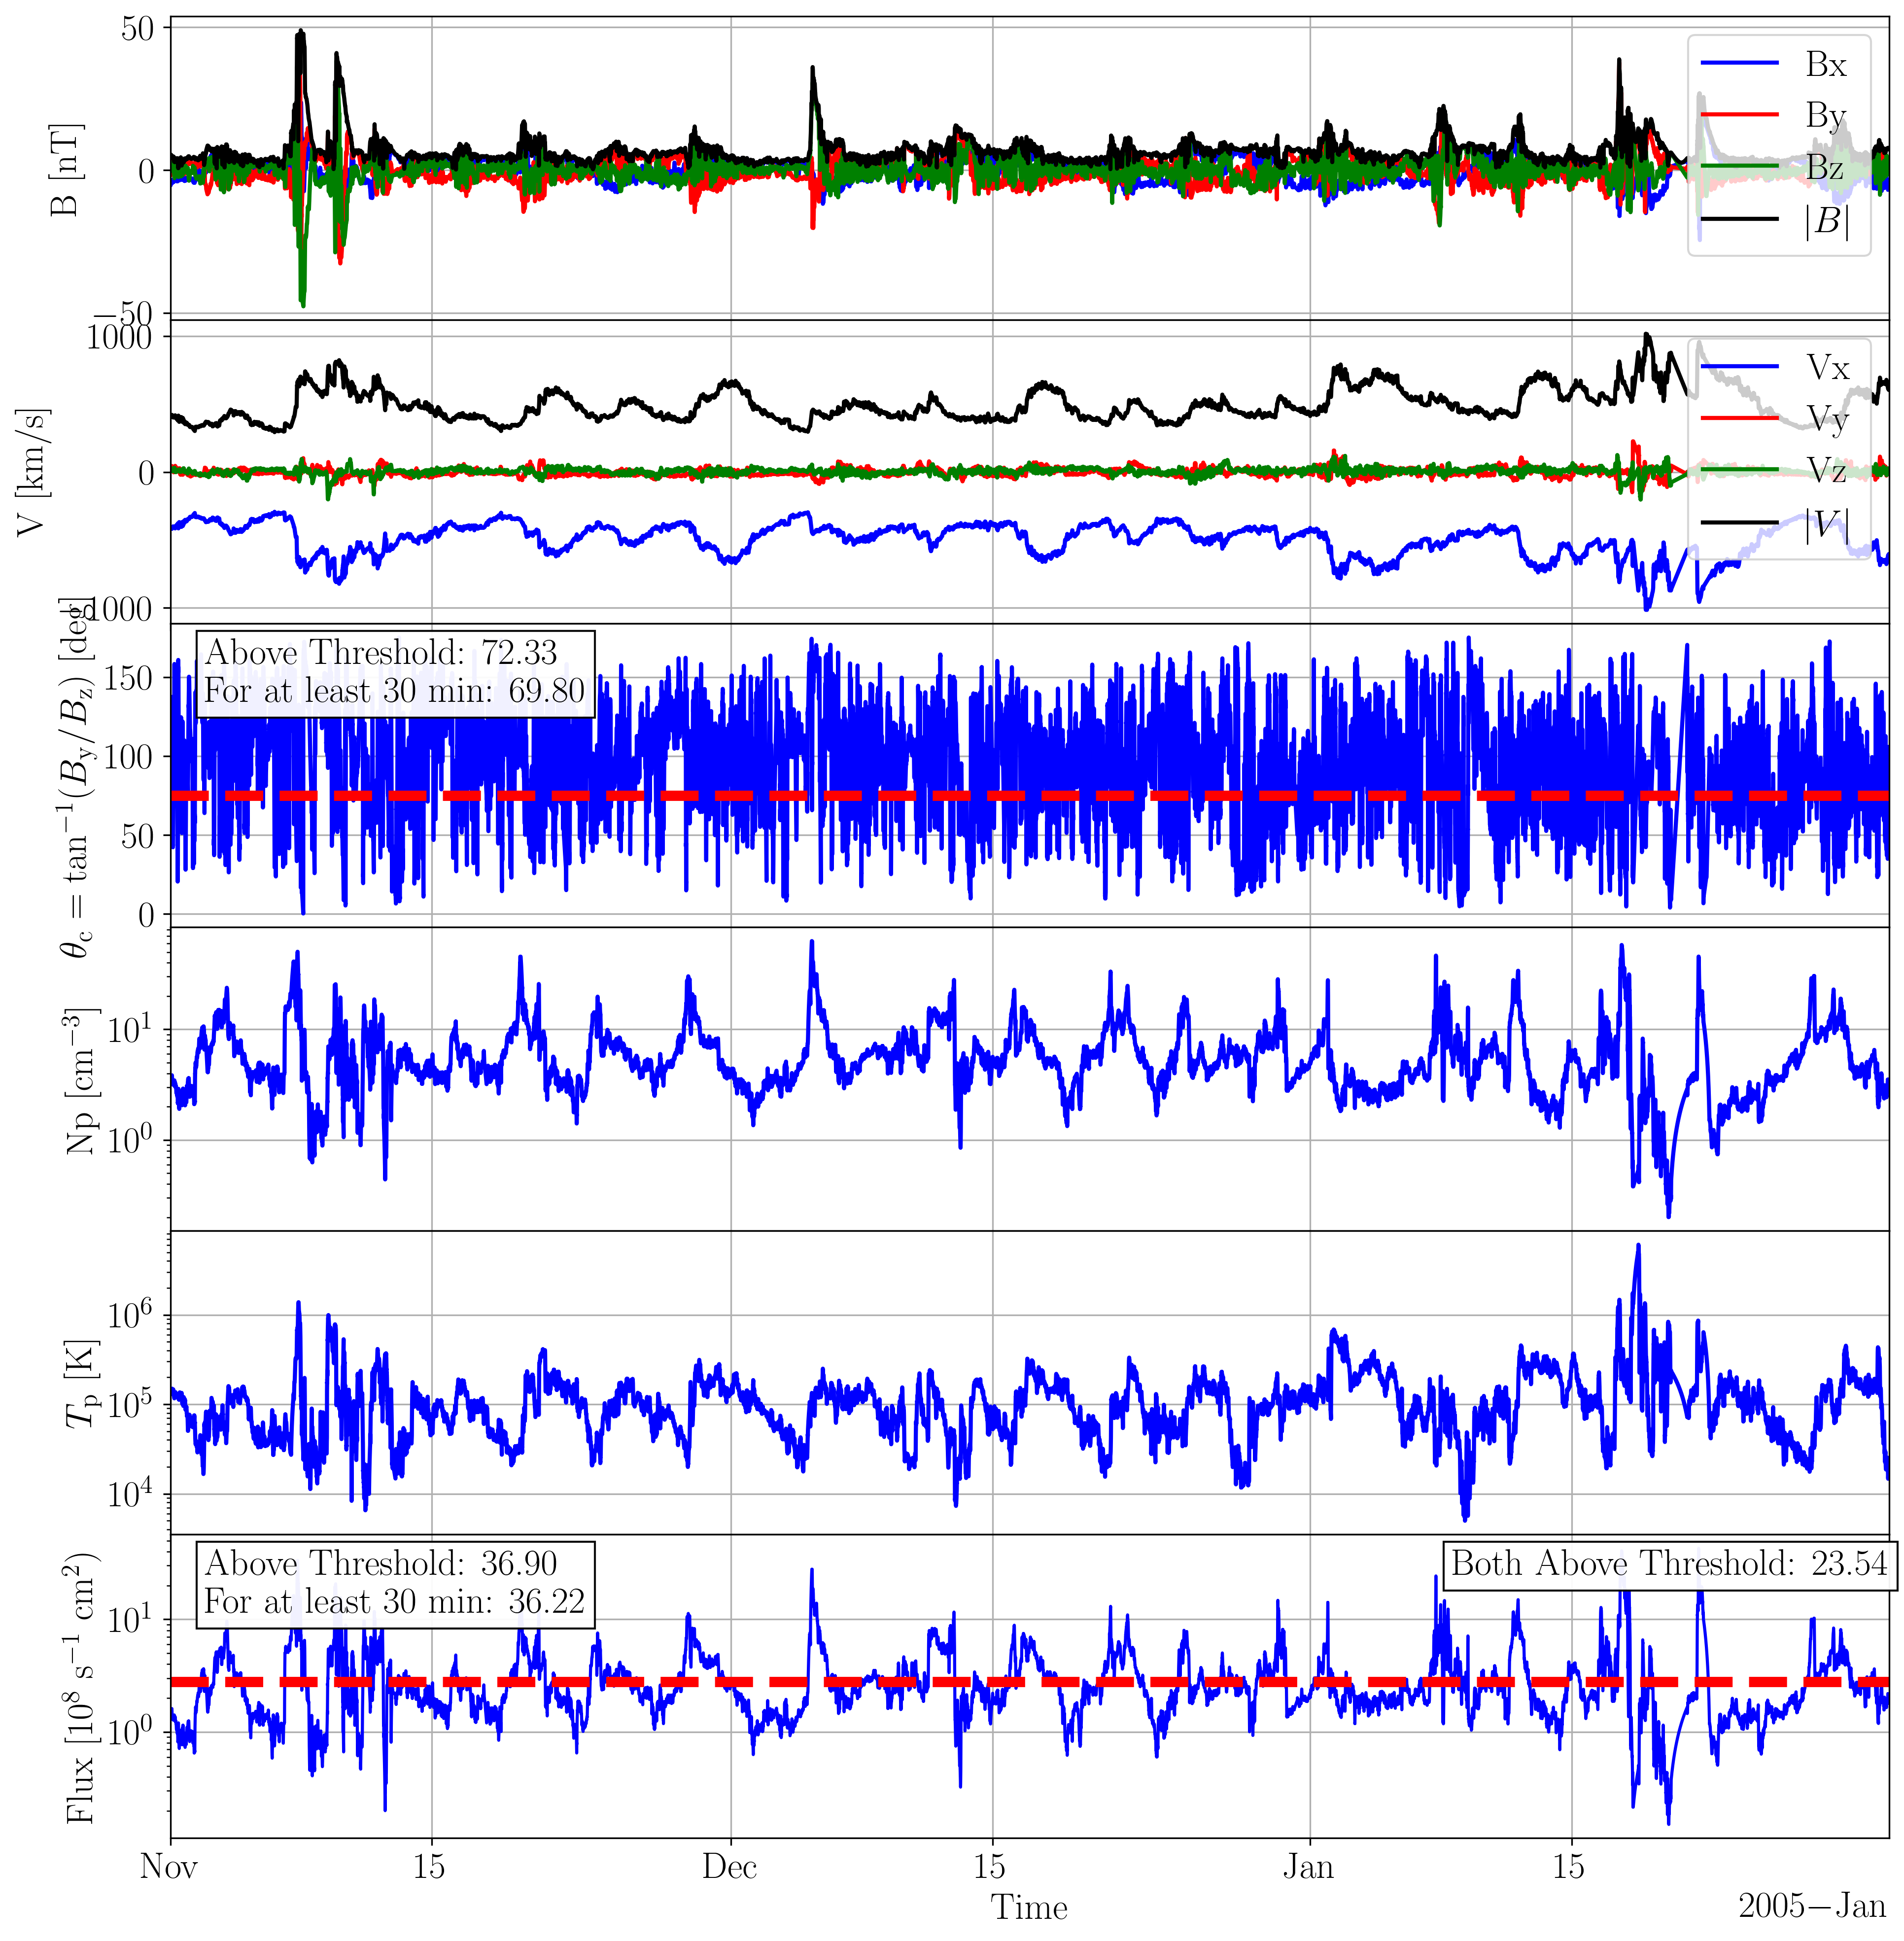 50
0
−50
B [nT]
Bx
By
Bz
|B|
1000
0
1000
V [km/s]
Vx
Vy
Vz
|V|
Above Threshold: 72.33
For at least 30 min: 69.80
150
100
50
0
θc = tan⁻¹(By/Bz) [deg]
10¹
10⁰
Np [cm⁻³]
10⁶
10⁵
10⁴
Tp [K]
Above Threshold: 36.90
For at least 30 min: 36.22
Both Above Threshold: 23.54
10¹
10⁰
Flux [10⁸ s⁻¹ cm²)
Nov
15
Dec
15
Jan
15
Time
2005−Jan